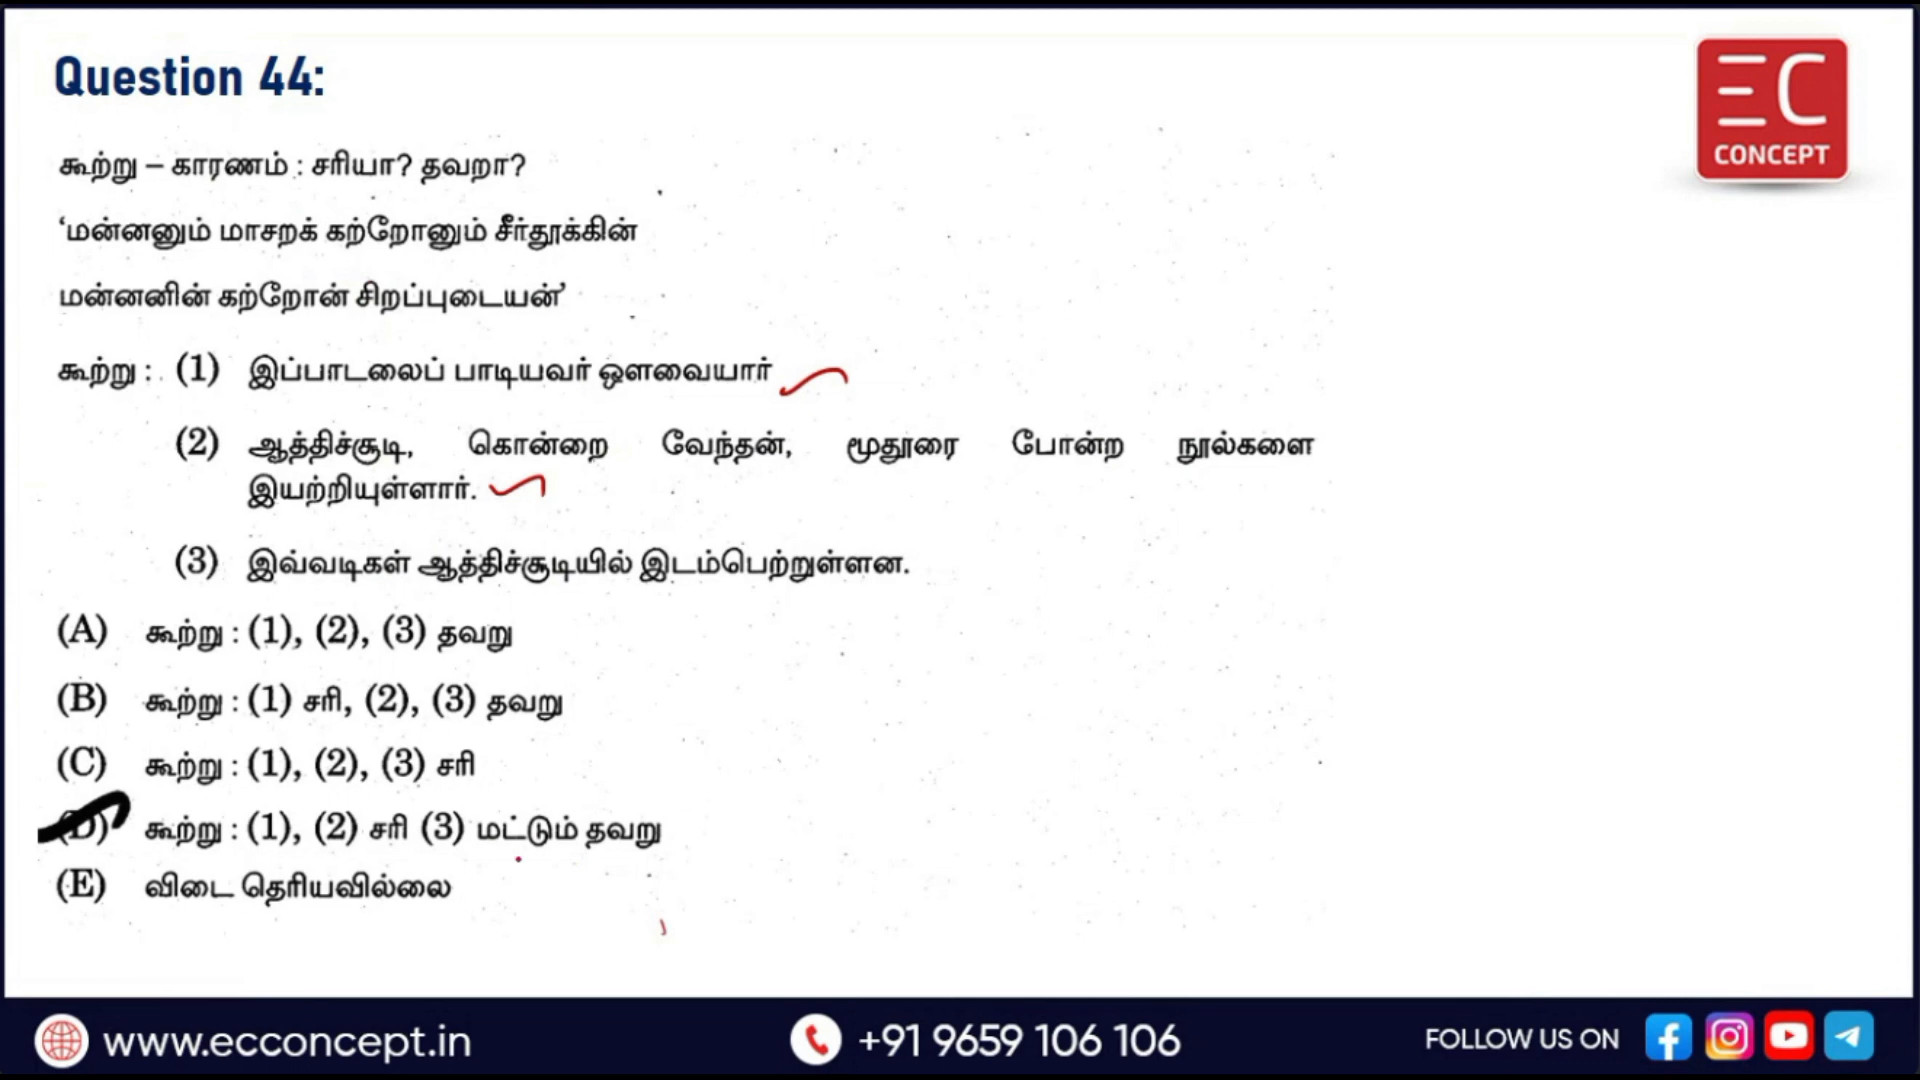 Question 44:
EC
CONCEPT
கூற்று – காரணம் : சரியா? தவறா?
‘மன்னனும் மாசறக் கற்றோனும் சீர்தூக்கின்
மன்னனின் கற்றோன் சிறப்புடையன்’
கூற்று : (1) இப்பாடலைப் பாடியவர் ஔவையார்
(2) ஆத்திச்சூடி, கொன்றை வேந்தன், மூதூரை போன்ற நூல்களை
இயற்றியுள்ளார்.
(3) இவ்வடிகள் ஆத்திச்சூடியில் இடம்பெற்றுள்ளன.
(A) கூற்று : (1), (2), (3) தவறு
(B) கூற்று : (1) சரி, (2), (3) தவறு
(C) கூற்று : (1), (2), (3) சரி
(D) கூற்று : (1), (2) சரி (3) மட்டும் தவறு
(E) விடை தெரியவில்லை
www.ecconcept.in +91 9659 106 106 FOLLOW US ON